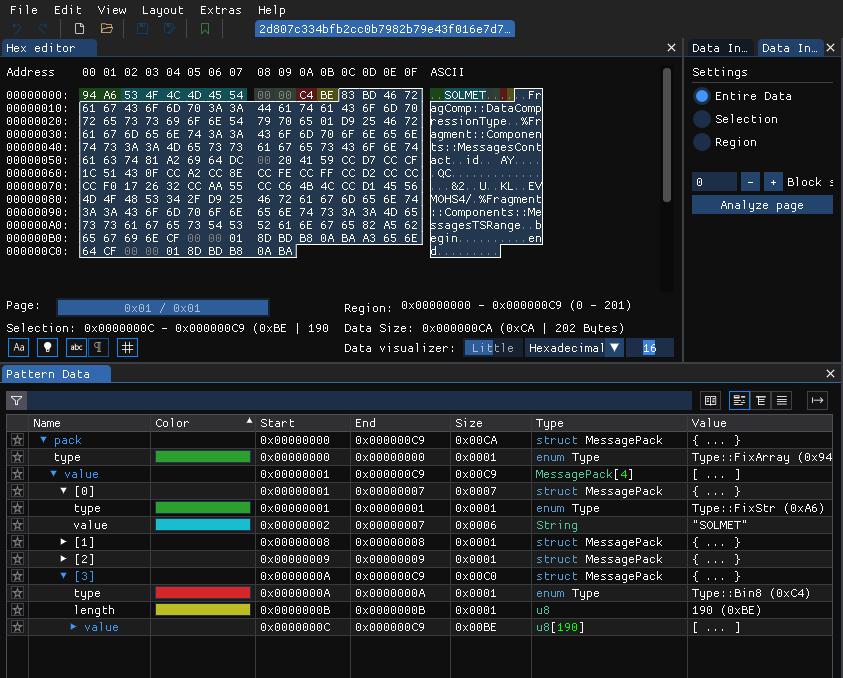 File Edit View Layout Extras Help
2d807c334bfb2cc0b7982b79e43f016e7d7…
Hex editor
Data In…
Data In…
Address 00 01 02 03 04 05 06 07 08 09 0A 0B 0C 0D 0E 0F ASCII
00000000: 94 A6 53 4F 4C 4D 45 54 00 00 C4 BE 83 BD 46 72 ..SOLMET......Fr
00000010: 61 67 43 6F 6D 70 3A 3A 44 61 74 61 43 6F 6D 70 agComp::DataComp
00000020: 72 65 73 73 69 6F 6E 54 79 70 65 01 D9 25 46 72 ressionType..%Fr
00000030: 61 67 6D 65 6E 74 3A 3A 43 6F 6D 70 6F 6E 65 6E agment::Componen
00000040: 74 73 3A 3A 4D 65 73 73 61 67 65 73 43 6F 6E 74 ts::MessagesCont
00000050: 61 63 74 81 A2 69 64 DC 00 20 41 59 CC D7 CC CF act..id.. AY....
00000060: 1C 51 43 0F CC A2 CC 8E CC FE CC FF CC D2 CC CC .QC.............
00000070: CC F0 17 26 32 CC AA 55 CC C6 4B 4C CC D1 45 56 ...&2..U..KL..EV
00000080: 4D 4F 48 53 34 2F D9 25 46 72 61 67 6D 65 6E 74 MOHS4/.%Fragment
00000090: 3A 3A 43 6F 6D 70 6F 6E 65 6E 74 73 3A 3A 4D 65 ::Components::Me
000000A0: 73 73 61 67 65 73 54 53 52 61 6E 67 65 82 A5 62 ssagesTSRange..b
000000B0: 65 67 69 6E CF 00 00 01 8D BD B8 0A BA A3 65 6E egin..........en
000000C0: 64 CF 00 00 01 8D BD B8 0A BA d.........
Page: 0x01 / 0x01
Region: 0x00000000 - 0x000000C9 (0 - 201)
Selection: 0x0000000C - 0x000000C9 (0xBE | 190
Data Size: 0x000000CA (0xCA | 202 Bytes)
Aa abc ¶ #
Data visualizer: Little Hexadecimal 16
Settings
Entire Data
Selection
Region
0 - + Block s
Analyze page
Pattern Data
Name Color Start End Size Type Value
pack 0x00000000 0x000000C9 0x00CA struct MessagePack { ... }
type 0x00000000 0x00000000 0x0001 enum Type Type::FixArray (0x94
value 0x00000001 0x000000C9 0x00C9 MessagePack[4] [ ... ]
[0] 0x00000001 0x00000007 0x0007 struct MessagePack { ... }
type 0x00000001 0x00000001 0x0001 enum Type Type::FixStr (0xA6)
value 0x00000002 0x00000007 0x0006 String "SOLMET"
[1] 0x00000008 0x00000008 0x0001 struct MessagePack { ... }
[2] 0x00000009 0x00000009 0x0001 struct MessagePack { ... }
[3] 0x0000000A 0x000000C9 0x00C0 struct MessagePack { ... }
type 0x0000000A 0x0000000A 0x0001 enum Type Type::Bin8 (0xC4)
length 0x0000000B 0x0000000B 0x0001 u8 190 (0xBE)
value 0x0000000C 0x000000C9 0x00BE u8[190] [ ... ]